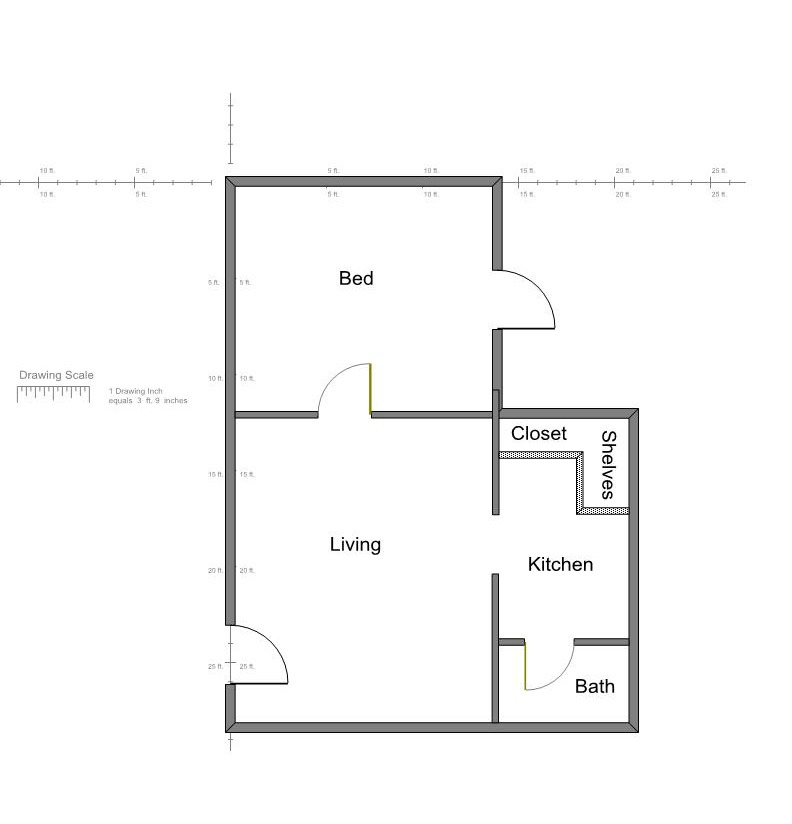 10 ft. 5 ft. 5 ft. 10 ft. 15 ft. 20 ft. 25 ft.
10 ft. 5 ft. 5 ft. 10 ft. 15 ft. 20 ft. 25 ft.
Bed
5 ft. 5 ft.
10 ft. 10 ft.
Drawing Scale
1 Drawing Inch
equals 3 ft. 9 inches
Closet
Shelves
15 ft. 15 ft.
Living
Kitchen
20 ft. 20 ft.
25 ft. 25 ft.
Bath